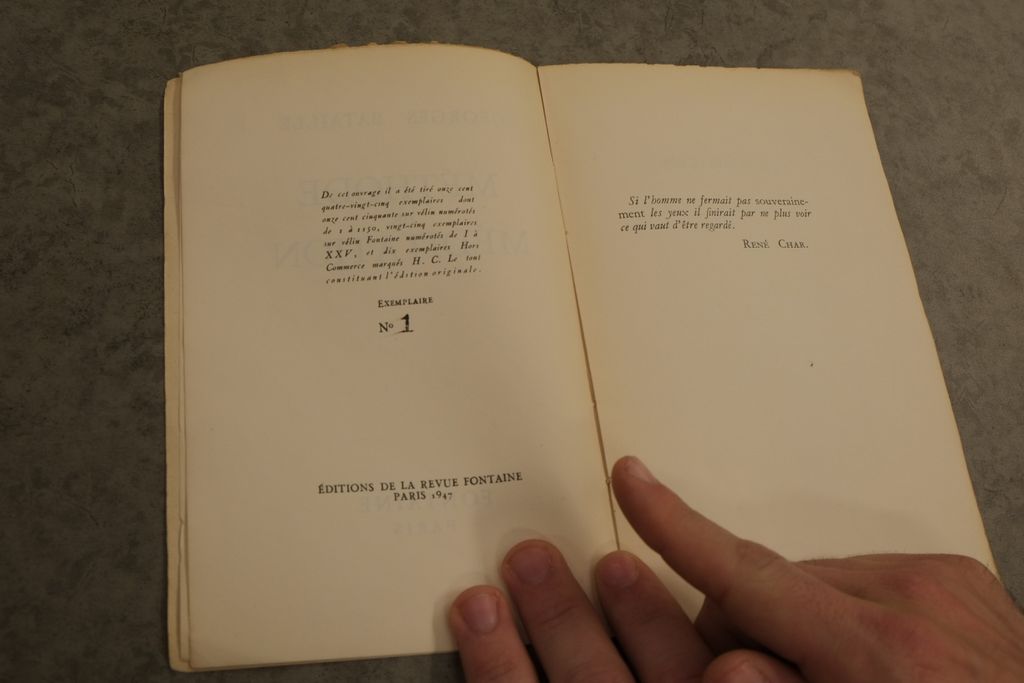 De cet ouvrage il a été tiré onze cent
quatre-vingt-cinq exemplaires dont
onze cent cinquante sur vélin numérotés
de 1 à 1150, vingt-cinq exemplaires
sur vélin Fontaine numérotés de I à
XXV, et dix exemplaires Hors
Commerce marqués H. C. Le tout
constituant l'édition originale.
EXEMPLAIRE
No 1
ÉDITIONS DE LA REVUE FONTAINE
PARIS 1947
Si l'homme ne fermait pas souveraine-
ment les yeux il finirait par ne plus voir
ce qui vaut d'être regardé.
RENÉ CHAR.